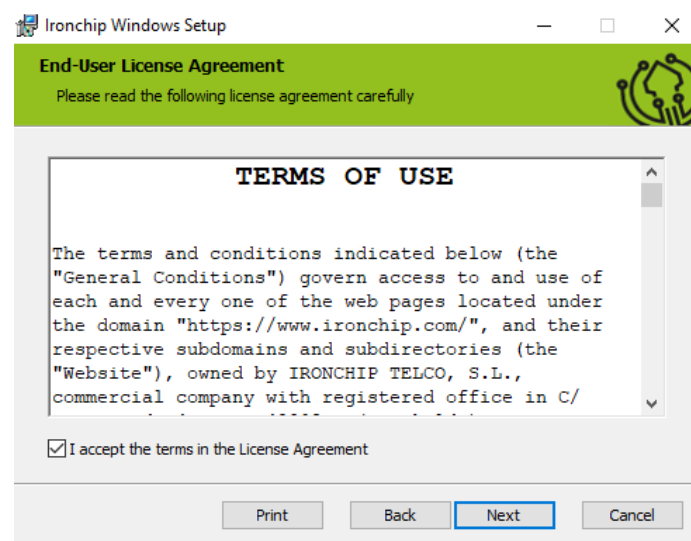 Ironchip Windows Setup
End-User License Agreement
Please read the following license agreement carefully
TERMS OF USE
The terms and conditions indicated below (the
"General Conditions") govern access to and use of
each and every one of the web pages located under
the domain "https://www.ironchip.com/", and their
respective subdomains and subdirectories (the
"Website"), owned by IRONCHIP TELCO, S.L.,
commercial company with registered office in C/
I accept the terms in the License Agreement
Print Back Next Cancel